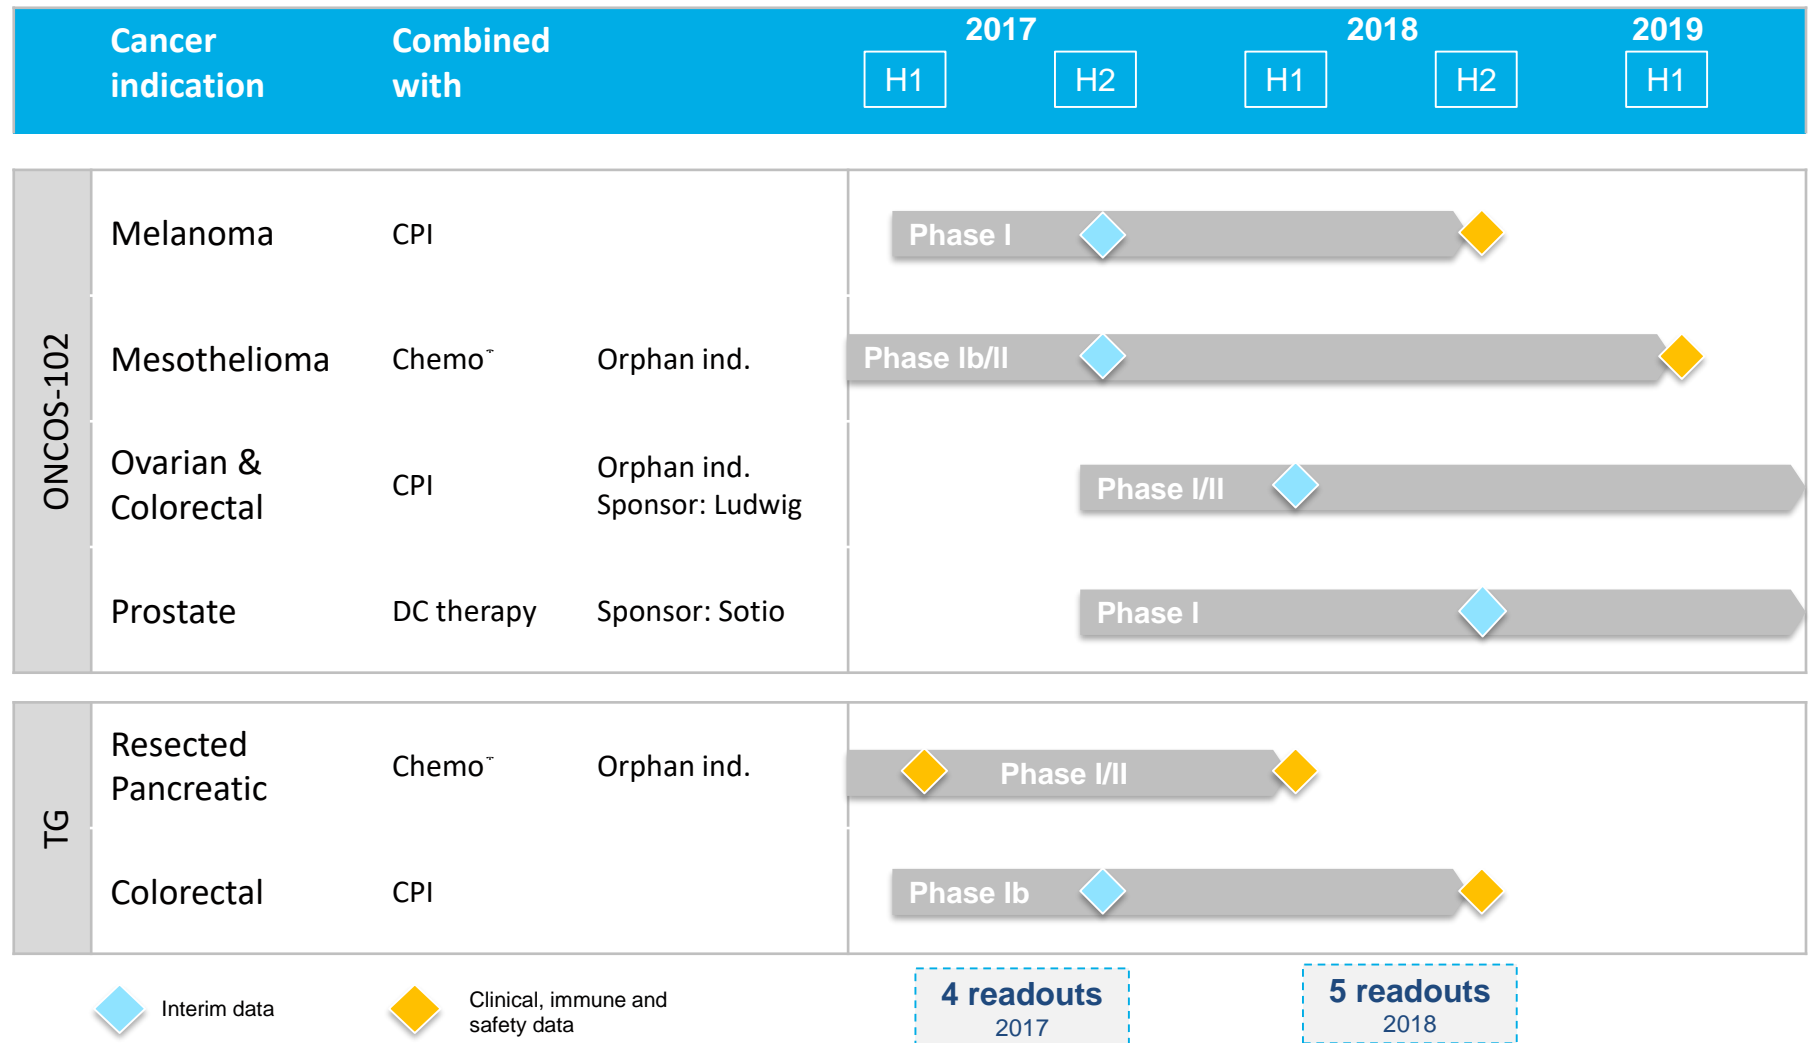 Cancer indication
Combined with
2017
2018
2019
H1
H2
H1
H2
H1
ONCOS-102
Melanoma
CPI
Phase I
Mesothelioma
Chemo*
Orphan ind.
Phase Ib/II
Ovarian &
Colorectal
CPI
Orphan ind.
Sponsor: Ludwig
Phase I/II
Prostate
DC therapy
Sponsor: Sotio
Phase I
TG
Resected
Pancreatic
Chemo*
Orphan ind.
Phase I/II
Colorectal
CPI
Phase Ib
Interim data
Clinical, immune and
safety data
4 readouts
2017
5 readouts
2018